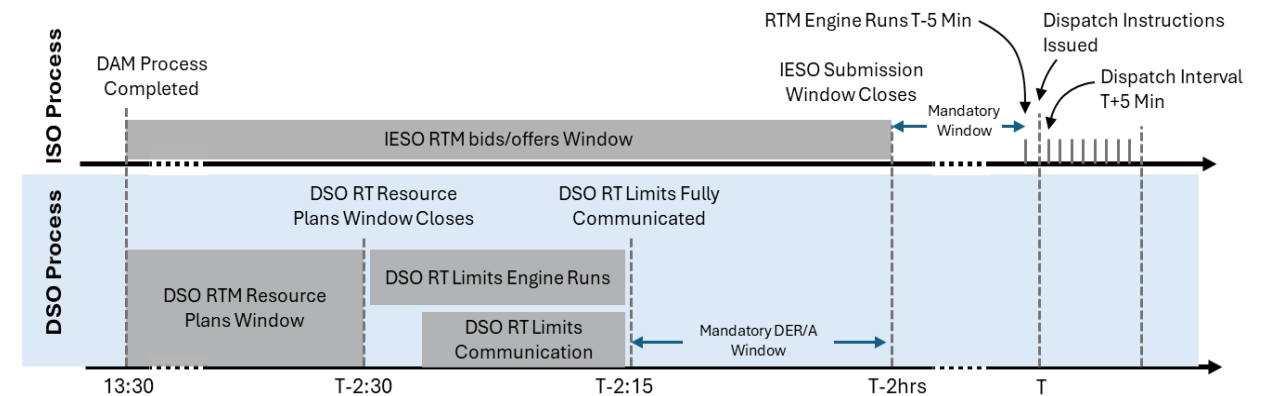 ISO Process
RTM Engine Runs T-5 Min
Dispatch Instructions
Issued
DAM Process
Completed
IESO Submission
Window Closes
Dispatch Interval
T+5 Min
Mandatory
Window
IESO RTM bids/offers Window
DSO Process
DSO RT Resource
Plans Window Closes
DSO RT Limits Fully
Communicated
DSO RTM Resource
Plans Window
DSO RT Limits Engine Runs
DSO RT Limits
Communication
Mandatory DER/A
Window
13:30
T-2:30
T-2:15
T-2hrs
T